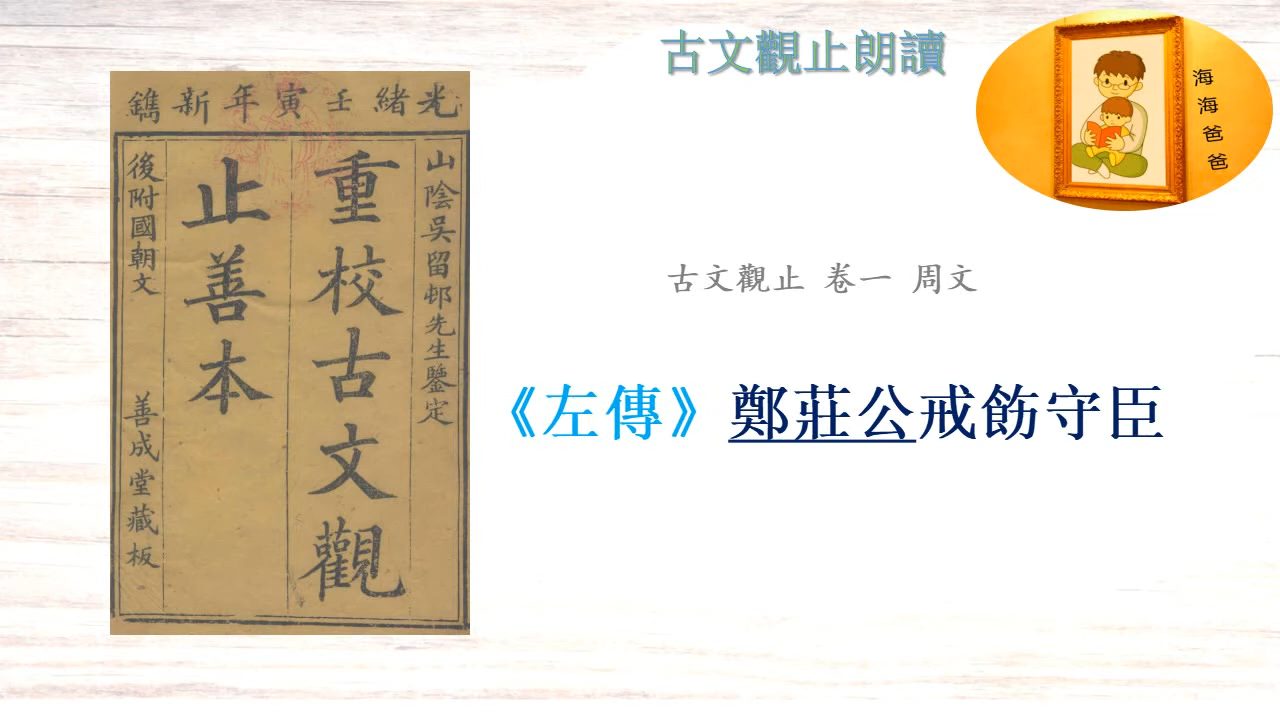 古文觀止朗讀
海海爸爸
光緒壬寅年新鐫
山陰吳留邨先生鑒定
重校古文觀
止善本
後附國朝文
善成堂藏板
古文觀止 卷一 周文
《左傳》鄭莊公戒飭守臣